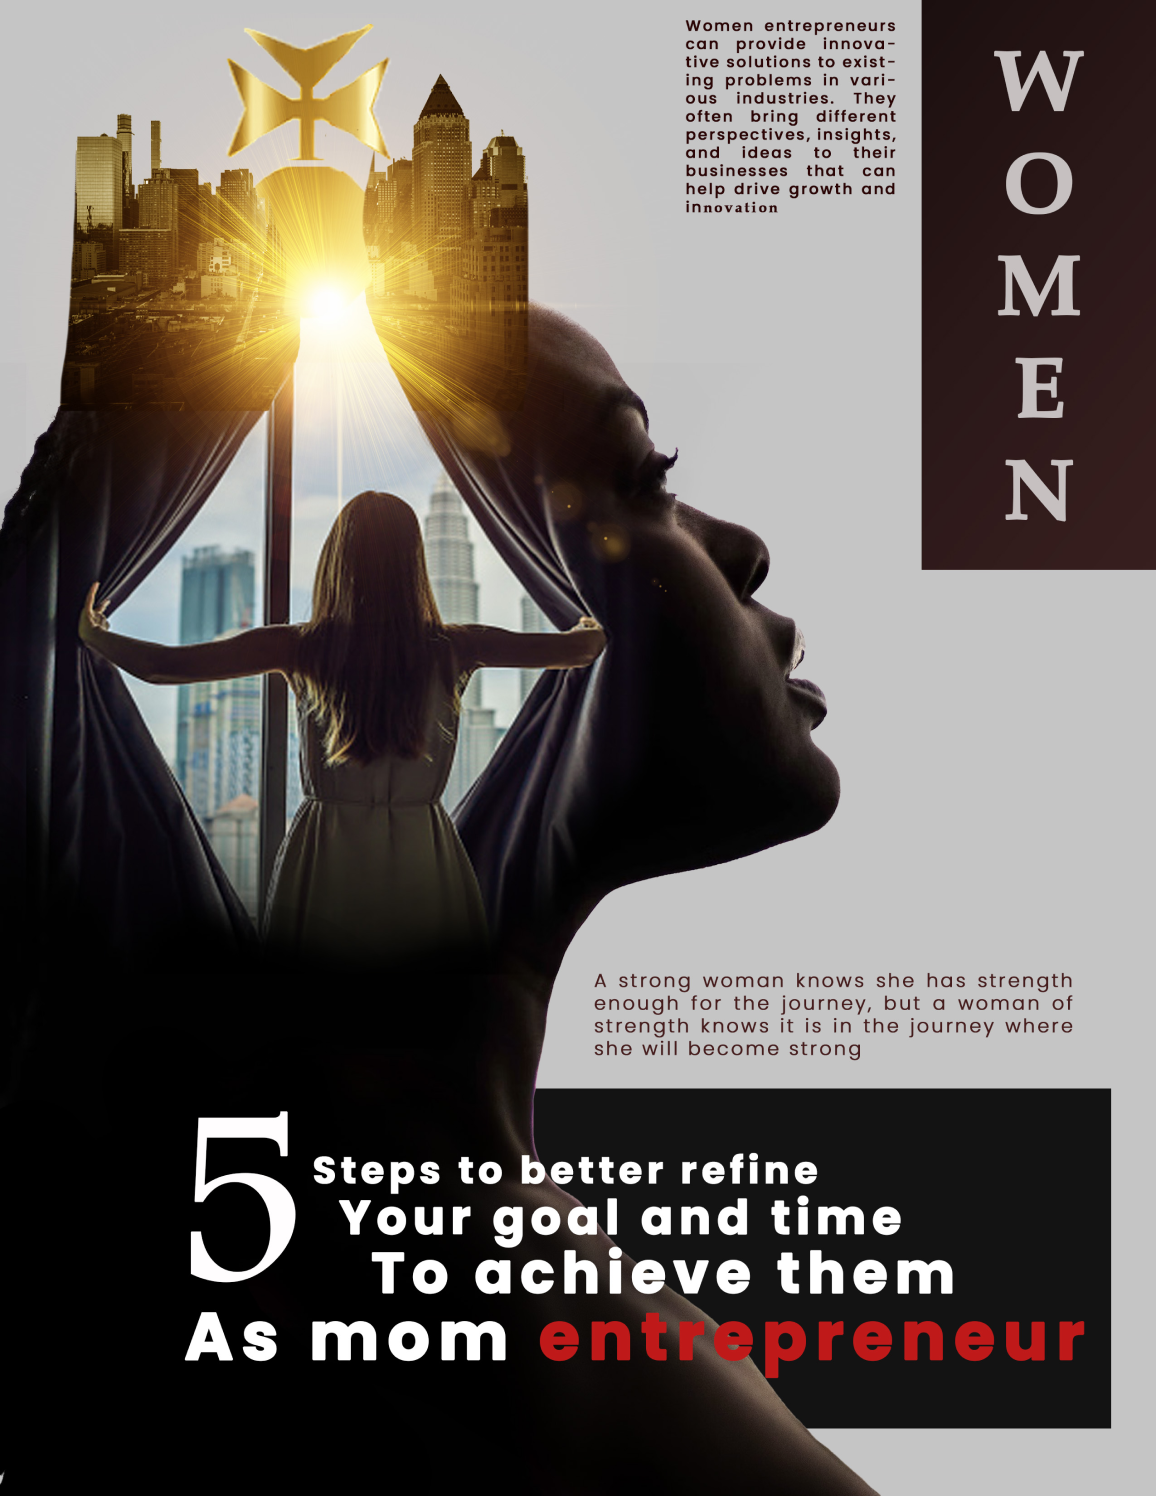 Women entrepreneurs
can provide innova-
tive solutions to exist-
ing problems in vari-
ous industries. They
often bring different
perspectives, insights,
and ideas to their
businesses that can
help drive growth and
innovation
W
O
M
E
N
A strong woman knows she has strength
enough for the journey, but a woman of
strength knows it is in the journey where
she will become strong
5 Steps to better refine
Your goal and time
To achieve them
As mom entrepreneur